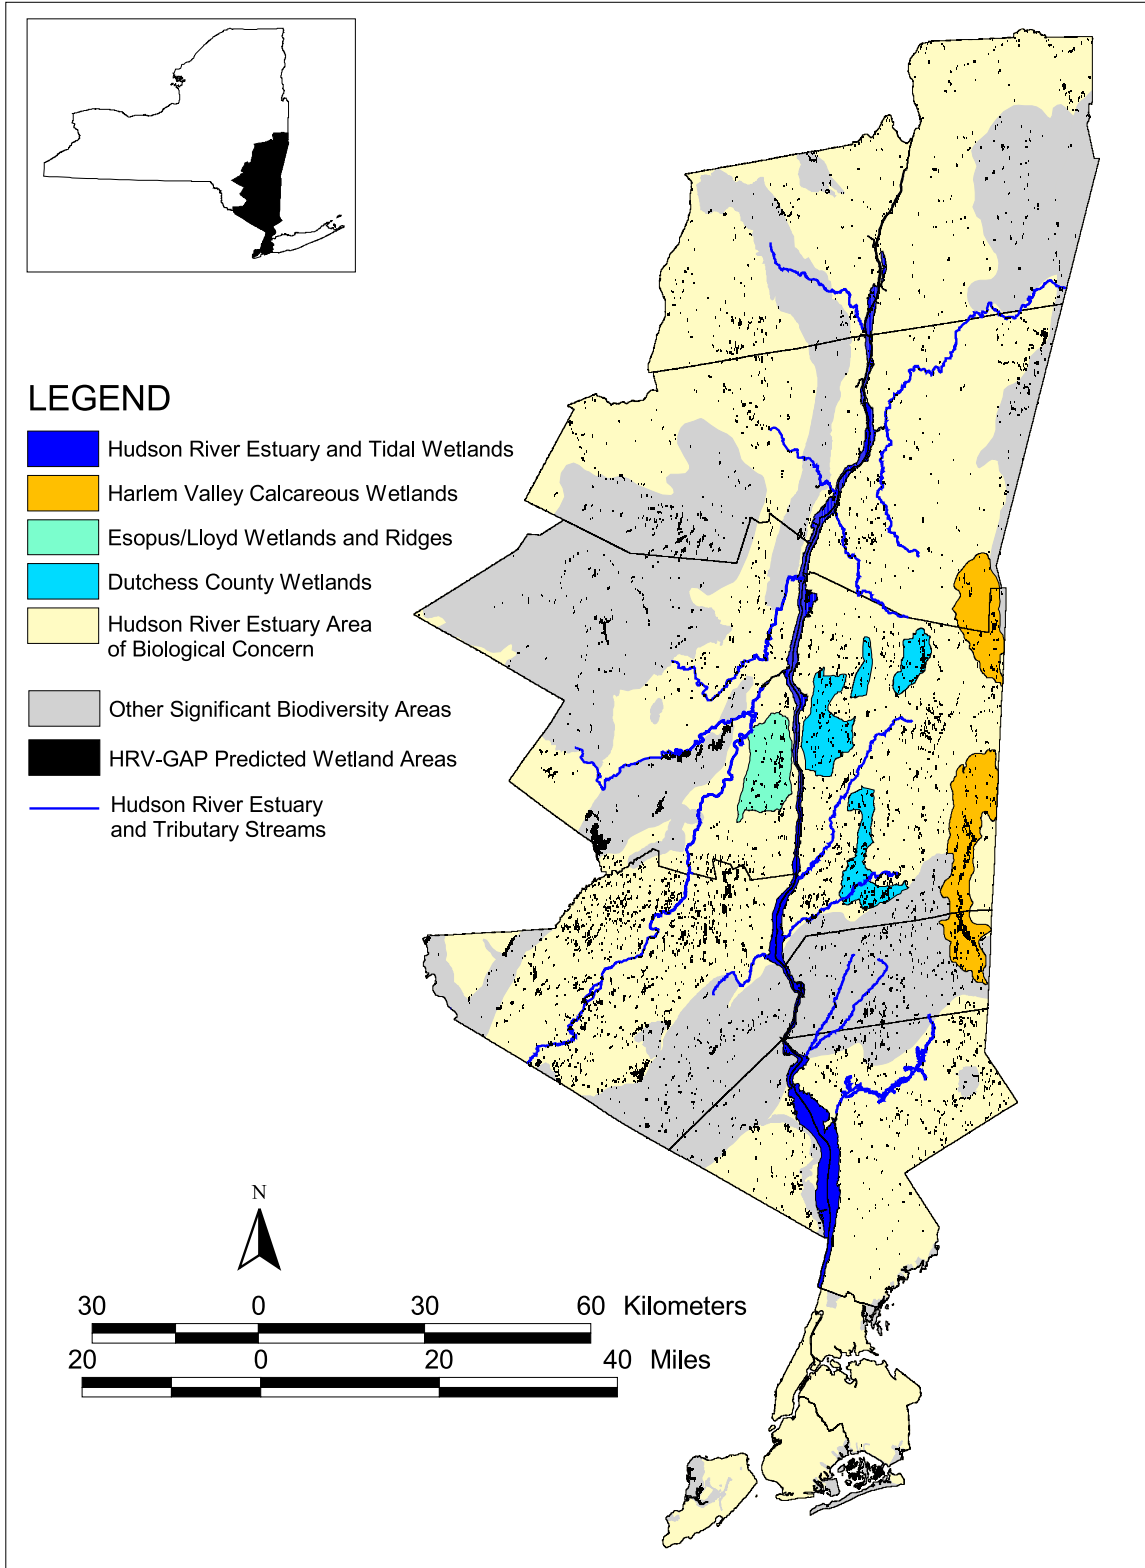 LEGEND
Hudson River Estuary and Tidal Wetlands
Harlem Valley Calcareous Wetlands
Esopus/Lloyd Wetlands and Ridges
Dutchess County Wetlands
Hudson River Estuary Area
of Biological Concern
Other Significant Biodiversity Areas
HRV-GAP Predicted Wetland Areas
Hudson River Estuary
and Tributary Streams
N
30 0 30 60 Kilometers
20 0 20 40 Miles